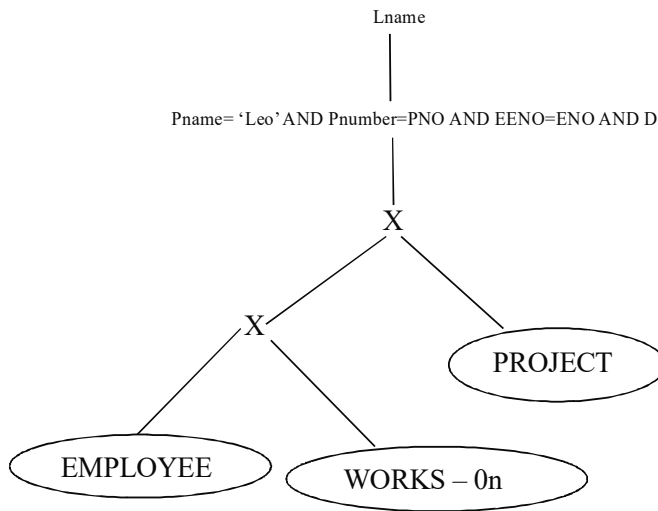 Lname
Pname= ‘Leo’ AND Pnumber=PNO AND EENO=ENO AND D
X
X
PROJECT
EMPLOYEE
WORKS – 0n